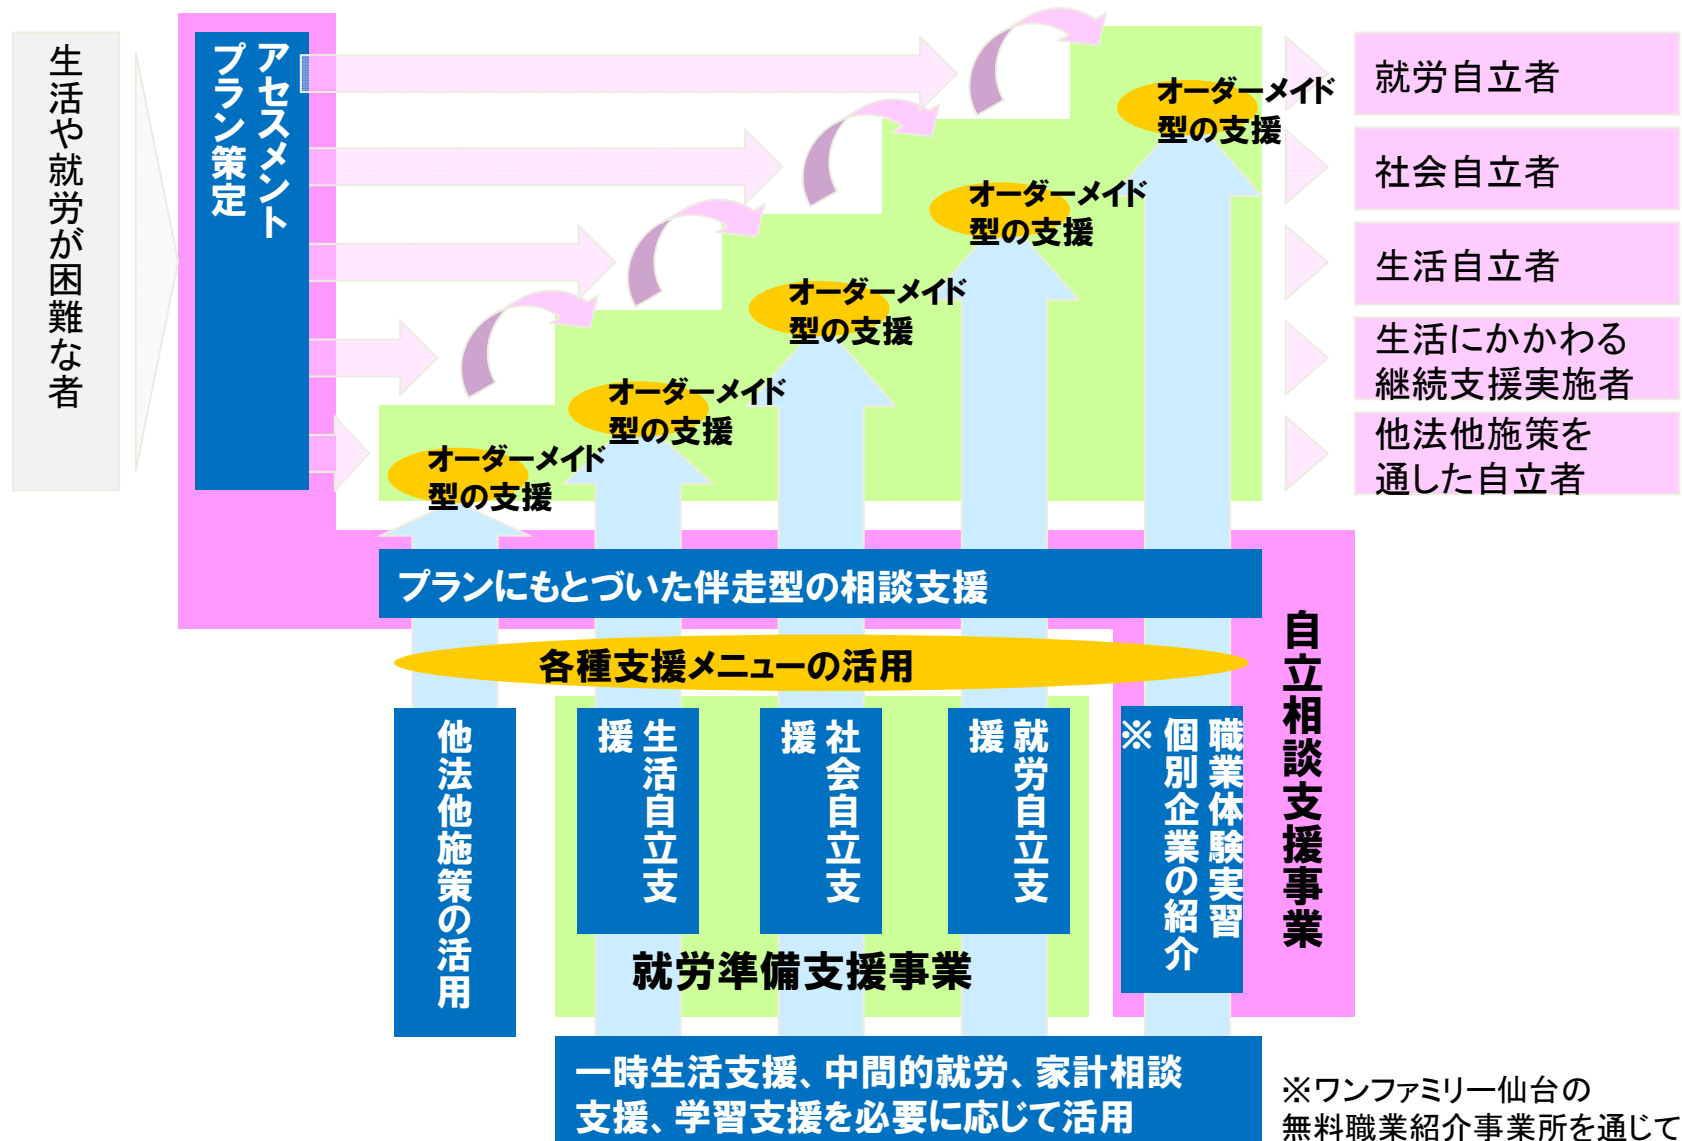 生活や就労が困難な者
アセスメント
プラン策定
オーダーメイド
型の支援
オーダーメイド
型の支援
オーダーメイド
型の支援
オーダーメイド
型の支援
オーダーメイド
型の支援
就労自立者
社会自立者
生活自立者
生活にかかわる
継続支援実施者
他法他施策を
通した自立者
プランにもとづいた伴走型の相談支援
各種支援メニューの活用
他法他施策の活用
生活自立支
援
社会自立支
援
就労自立支
援
職業体験実習
個別企業の紹介
※
自立相談支援事業
就労準備支援事業
一時生活支援、中間的就労、家計相談
支援、学習支援を必要に応じて活用
※ワンファミリー仙台の
無料職業紹介事業所を通じて